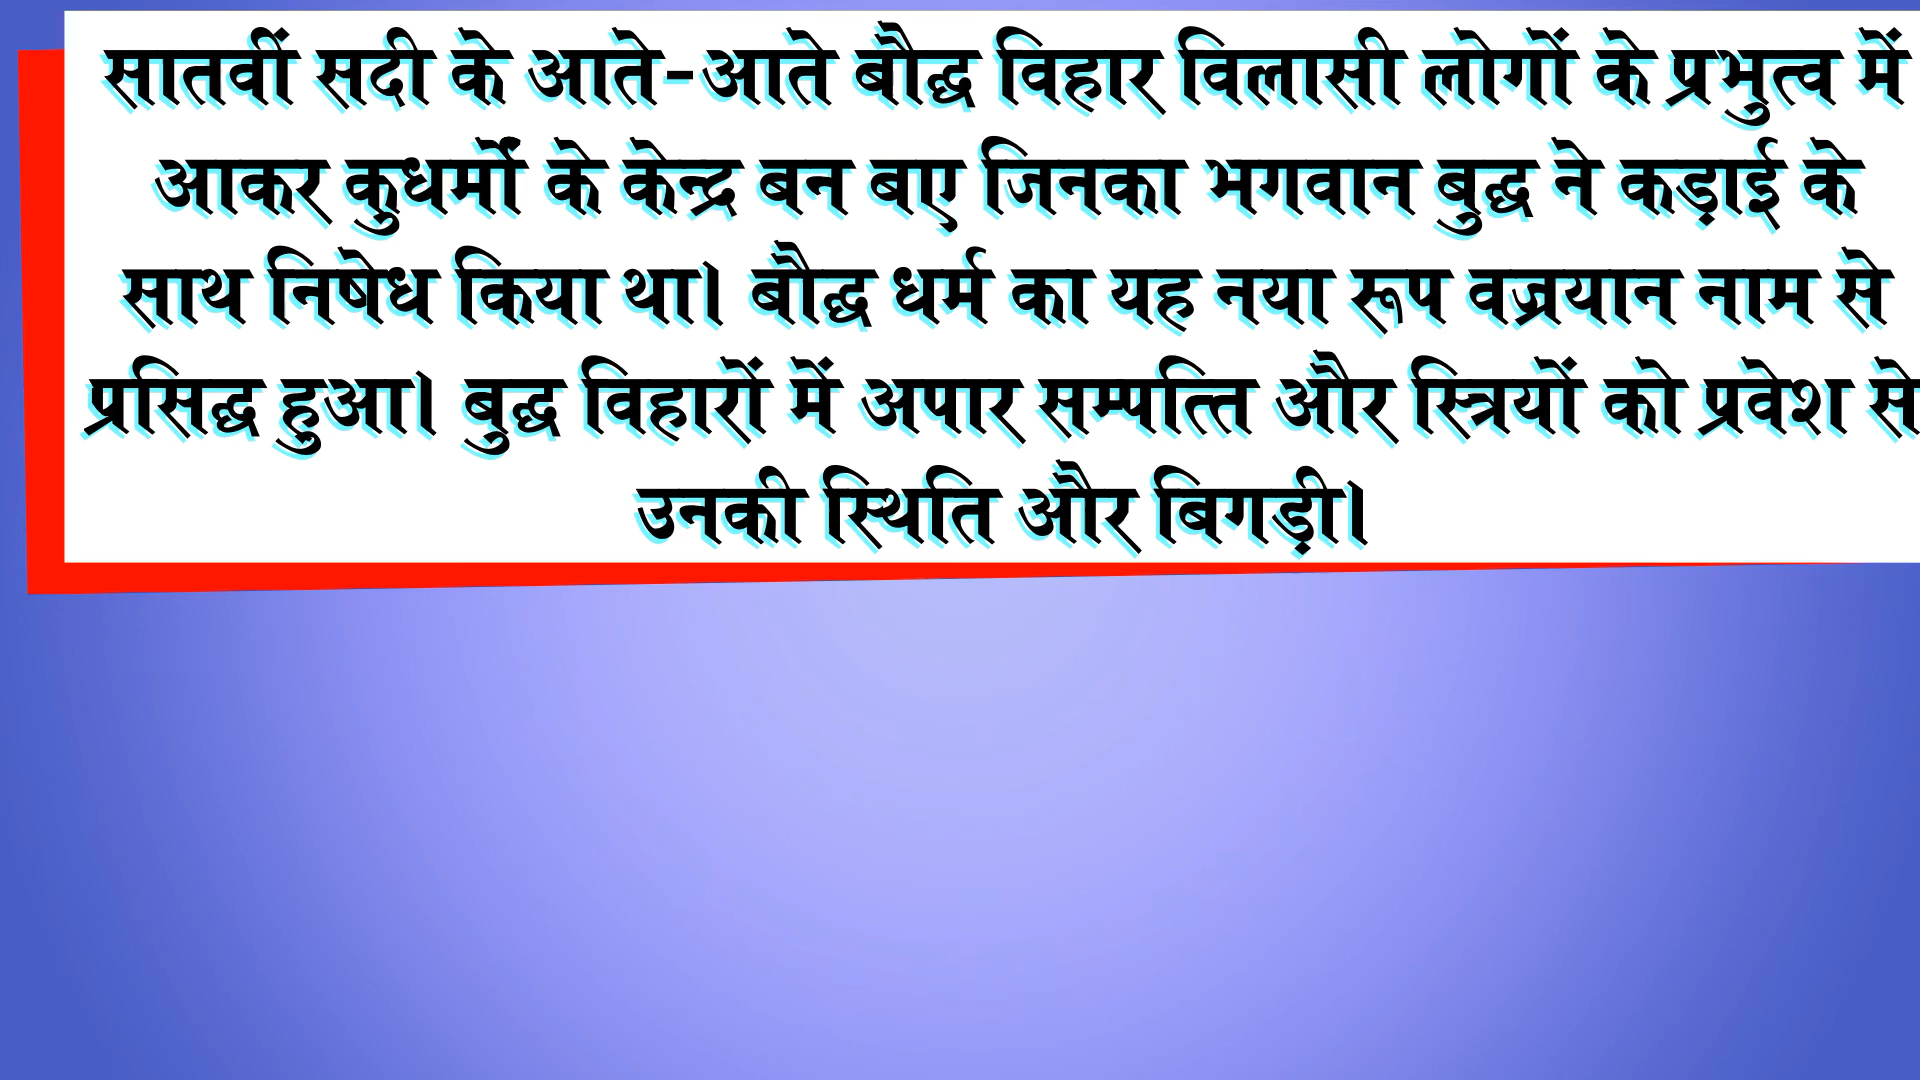 सातवीं सदी के आते-आते बौद्ध विहार विलासी लोगों के प्रभुत्व में
आकर कुधर्मों के केन्द्र बन बए जिनका भगवान बुद्ध ने कड़ाई के
साथ निषेध किया था। बौद्ध धर्म का यह नया रूप वज्रयान नाम से
प्रसिद्ध हुआ। बुद्ध विहारों में अपार सम्पत्ति और स्त्रियों को प्रवेश से
उनकी स्थिति और बिगड़ी।